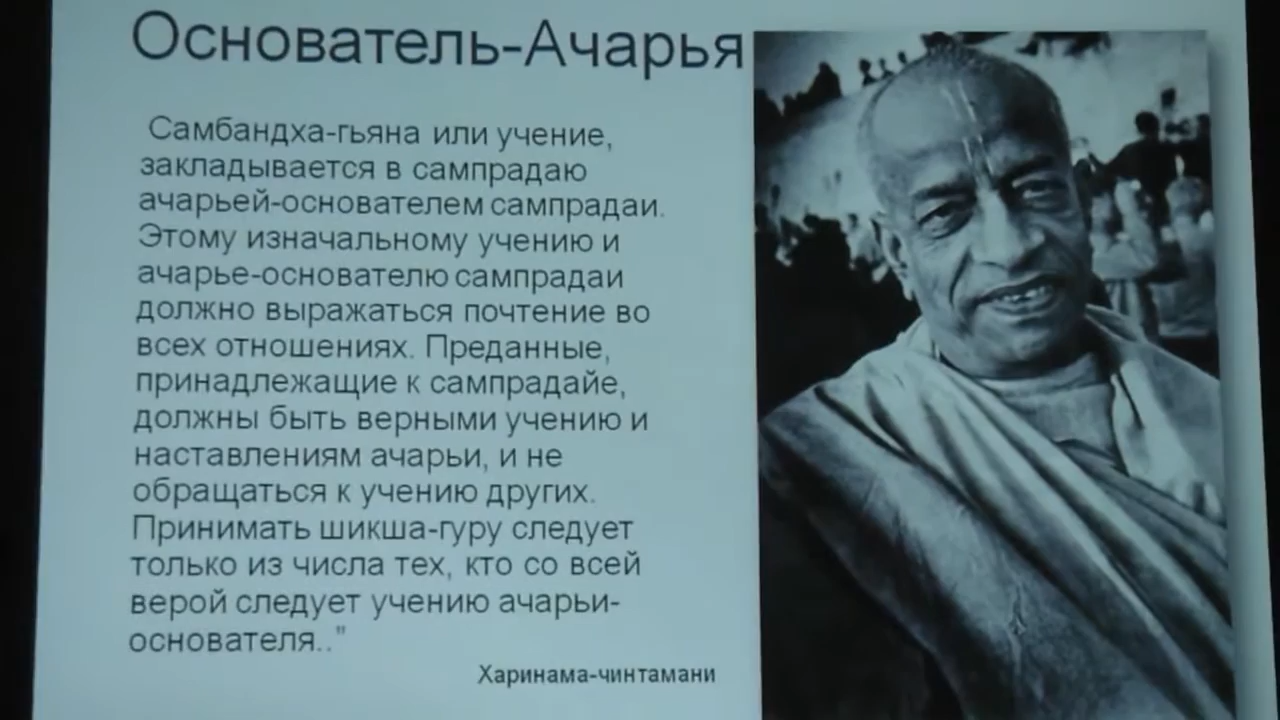 Основатель-Ачарья
Самбандха-гьяна или учение,
закладывается в сампрадаю
ачарьей-основателем сампрадаи.
Этому изначальному учению и
ачарье-основателю сампрадаи
должно выражаться почтение во
всех отношениях. Преданные,
принадлежащие к сампрадайе,
должны быть верными учению и
наставлениям ачарьи, и не
обращаться к учению других.
Принимать шикша-гуру следует
только из числа тех, кто со всей
верой следует учению ачарьи-
основателя.."
Харинама-чинтамани